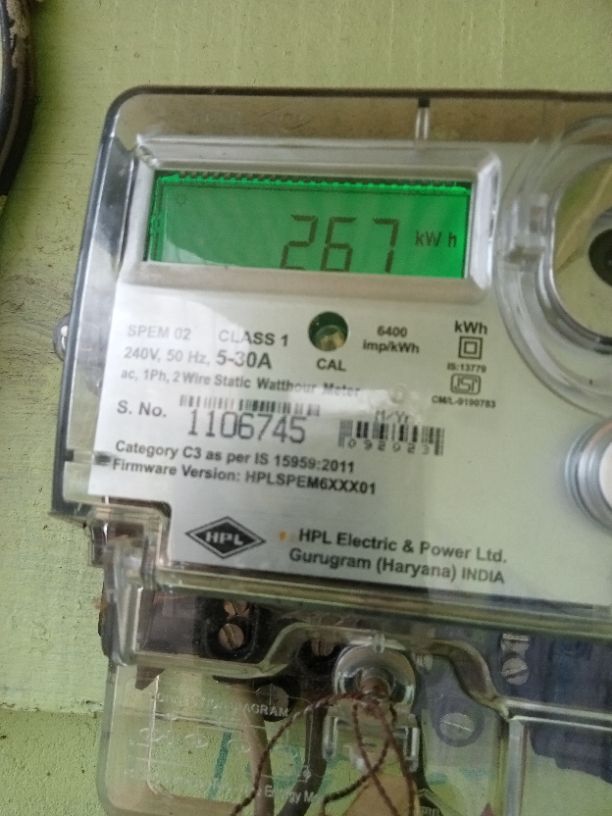 267 kWh
SPEM 02 CLASS 1
240V, 50 Hz, 5-30A
ac, 1Ph, 2 Wire Static Watthour Meter
CAL
6400
imp/kWh
kWh
IS:13779
ISI
CM/L-9190783
S. No. 1106745
M/Yr
092023
Category C3 as per IS 15959:2011
Firmware Version: HPLSPEM6XXX01
HPL
HPL Electric & Power Ltd.
Gurugram (Haryana) INDIA